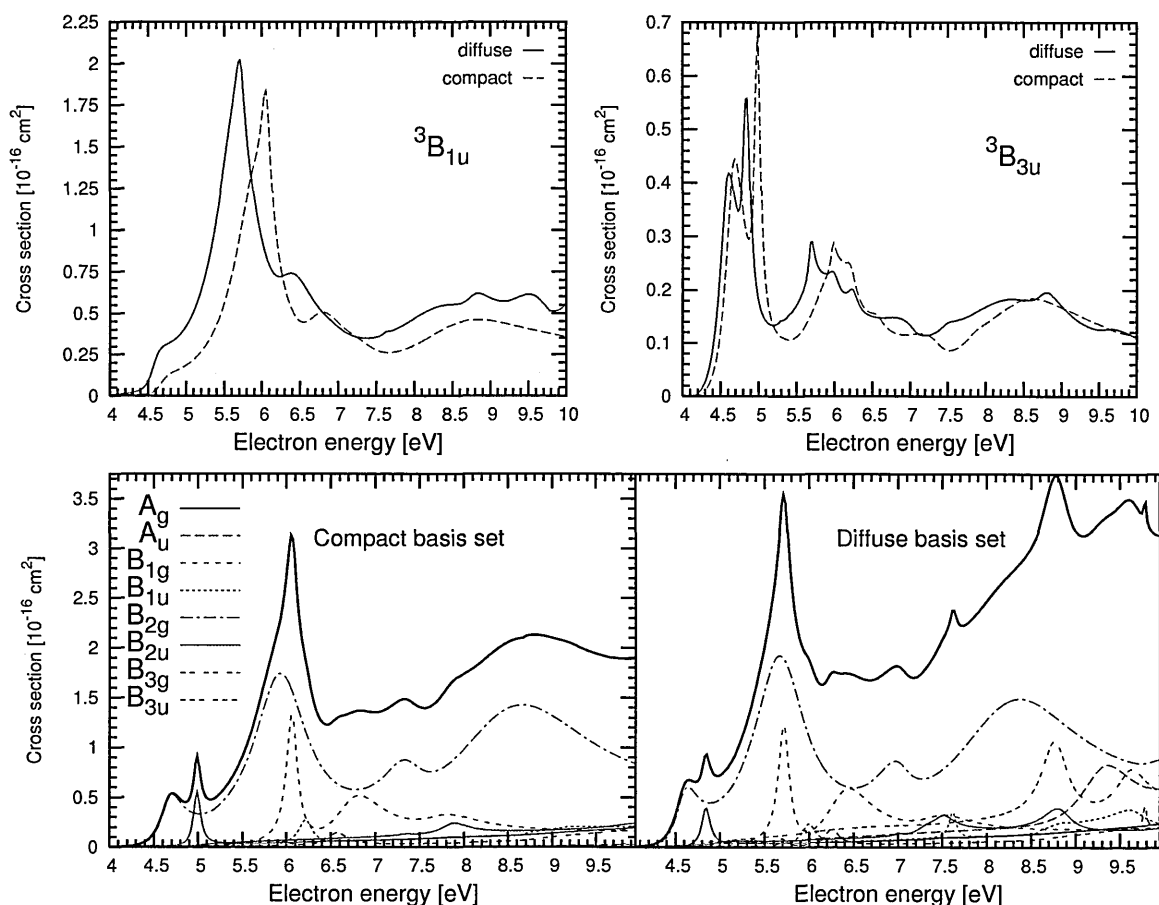 2.25
2
1.75
1.5
1.25
1
0.75
0.5
0.25
0
Cross section [10⁻¹⁶ cm²]
diffuse
compact
³B₁ᵤ
4 4.5 5 5.5 6 6.5 7 7.5 8 8.5 9 9.5 10
Electron energy [eV]
0.7
0.6
0.5
0.4
0.3
0.2
0.1
0
Cross section [10⁻¹⁶ cm²]
diffuse
compact
³B₃ᵤ
4 4.5 5 5.5 6 6.5 7 7.5 8 8.5 9 9.5 10
Electron energy [eV]
3.5
3
2.5
2
1.5
1
0.5
0
Cross section [10⁻¹⁶ cm²]
A_g
A_u
B_1g
B_1u
B_2g
B_2u
B_3g
B_3u
Compact basis set
4 4.5 5 5.5 6 6.5 7 7.5 8 8.5 9 9.5
Electron energy [eV]
Diffuse basis set
4.5 5 5.5 6 6.5 7 7.5 8 8.5 9 9.5
Electron energy [eV]